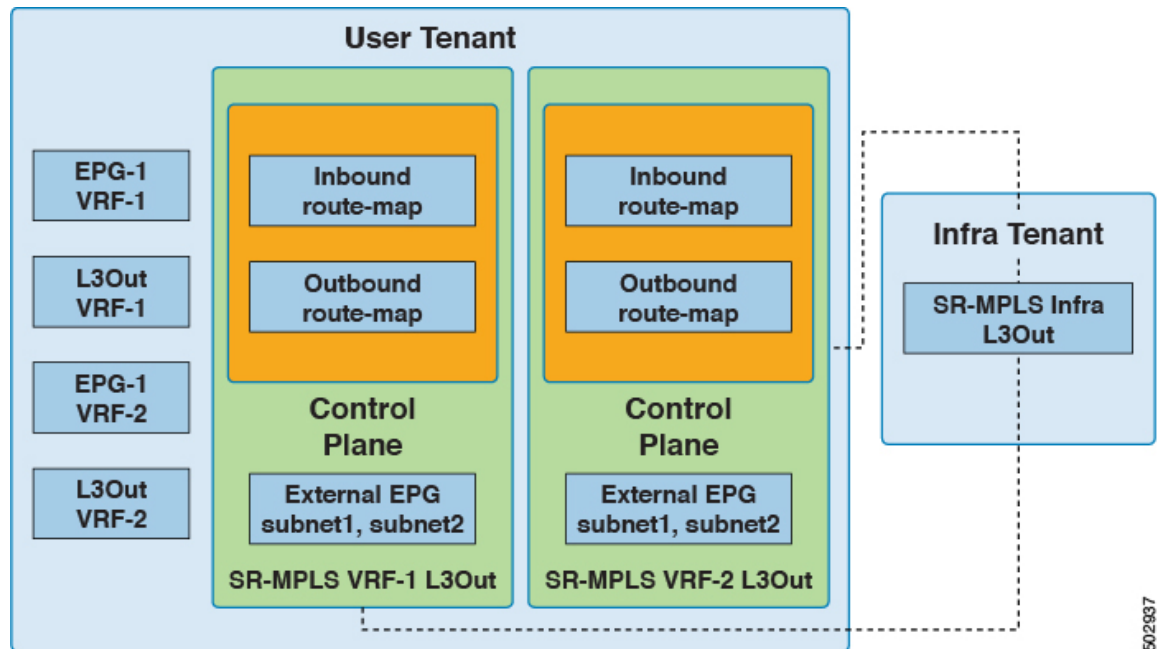 User Tenant
EPG-1
VRF-1
L3Out
VRF-1
EPG-1
VRF-2
L3Out
VRF-2
Inbound
route-map
Outbound
route-map
Control
Plane
External EPG
subnet1, subnet2
SR-MPLS VRF-1 L3Out
Inbound
route-map
Outbound
route-map
Control
Plane
External EPG
subnet1, subnet2
SR-MPLS VRF-2 L3Out
Infra Tenant
SR-MPLS Infra
L3Out
502937